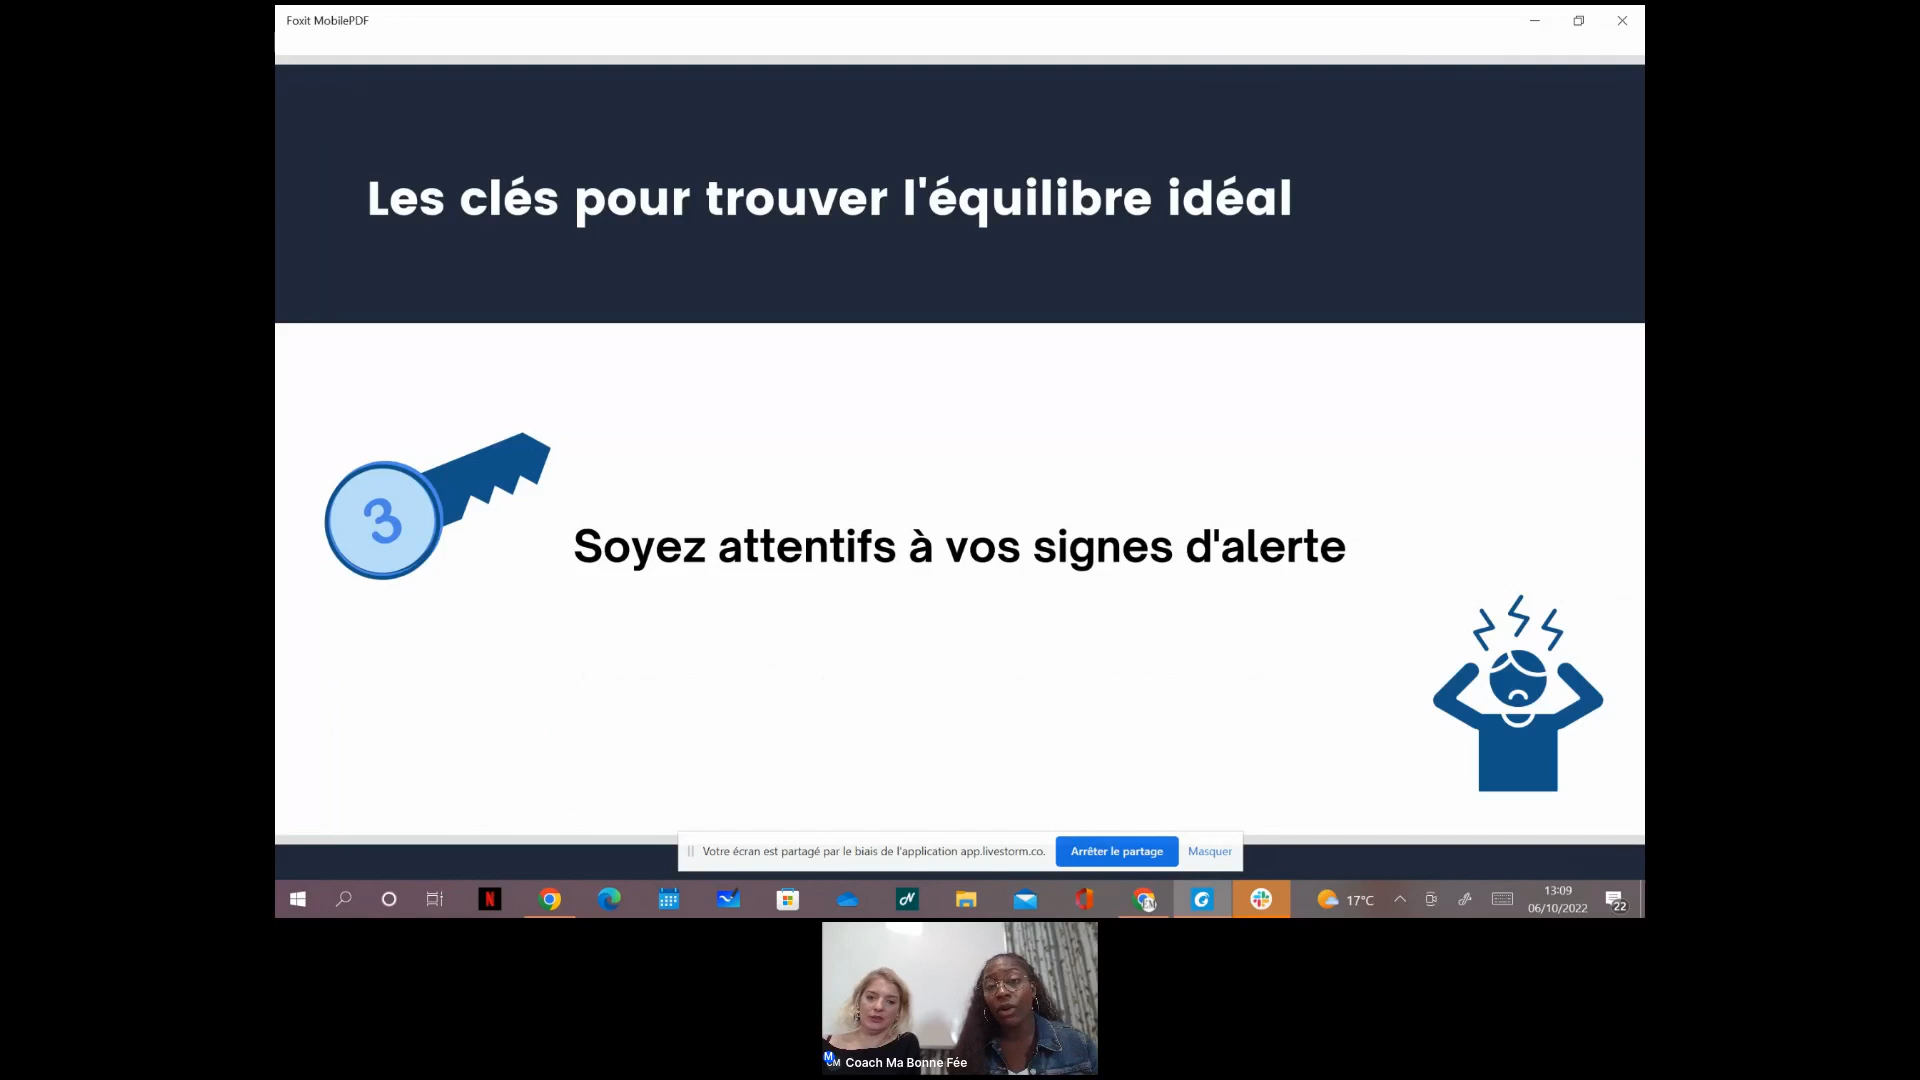 Foxit MobilePDF
Les clés pour trouver l'équilibre idéal
3
Soyez attentifs à vos signes d'alerte
Votre écran est partagé par le biais de l'application app.livestorm.co.
Arrêter le partage
Masquer
N
EM
17°C
13:09
06/10/2022
22
M
CM
Coach Ma Bonne Fée